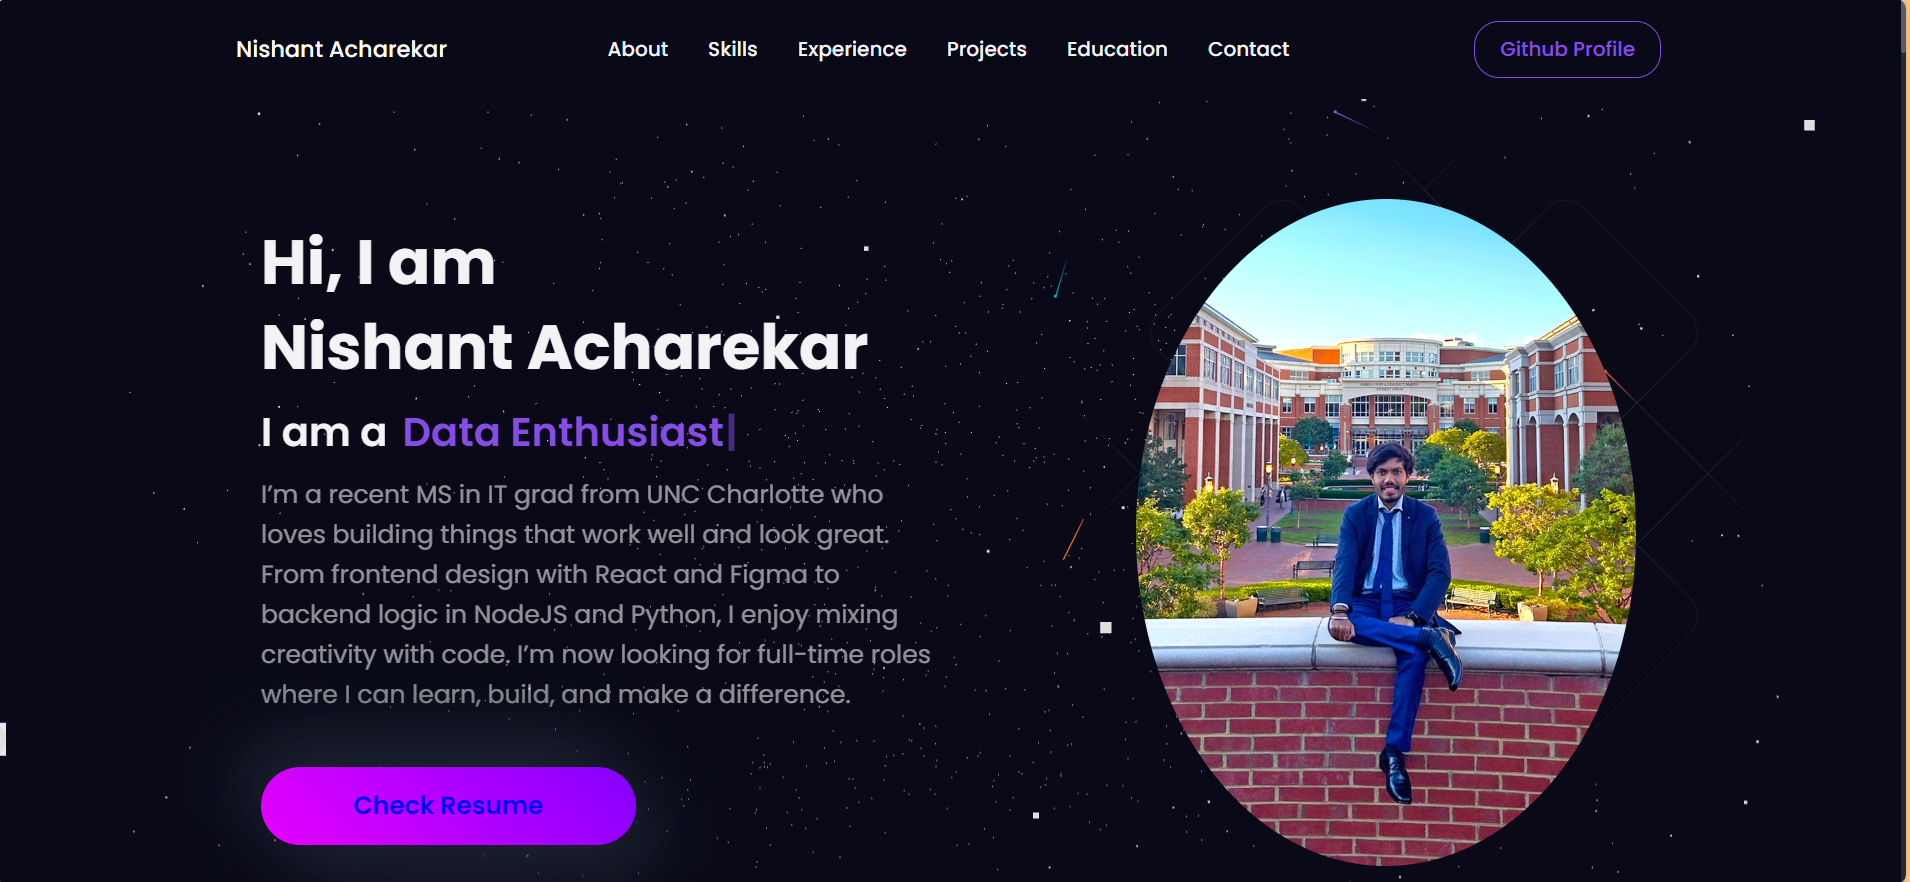 Nishant Acharekar
About Skills Experience Projects Education Contact
Github Profile
Hi, I am
Nishant Acharekar
I am a Data Enthusiast
I’m a recent MS in IT grad from UNC Charlotte who
loves building things that work well and look great.
From frontend design with React and Figma to
backend logic in NodeJS and Python, I enjoy mixing
creativity with code. I’m now looking for full-time roles
where I can learn, build, and make a difference.
Check Resume